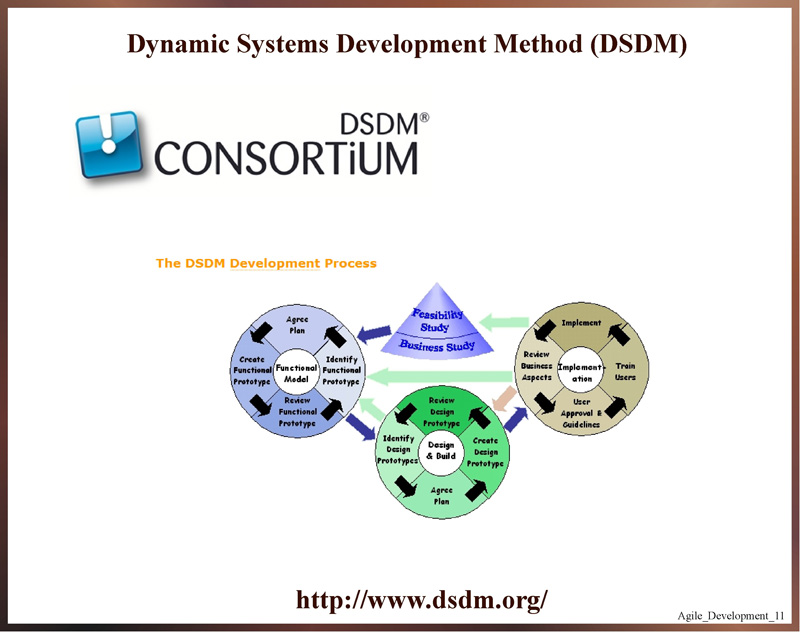 Dynamic Systems Development Method (DSDM)
DSDM®
CONSORTiUM
The DSDM Development Process
Feasibility
Study
Business Study
Agree
Plan
Create
Functional
Prototype
Functional
Model
Identify
Functional
Prototype
Review
Functional
Prototype
Implement
Review
Business
Aspects
Implement-
ation
Train
Users
User
Approval &
Guidelines
Review
Design
Prototype
Identify
Design
Prototypes
Design
& Build
Create
Design
Prototype
Agree
Plan
http://www.dsdm.org/
Agile_Development_11